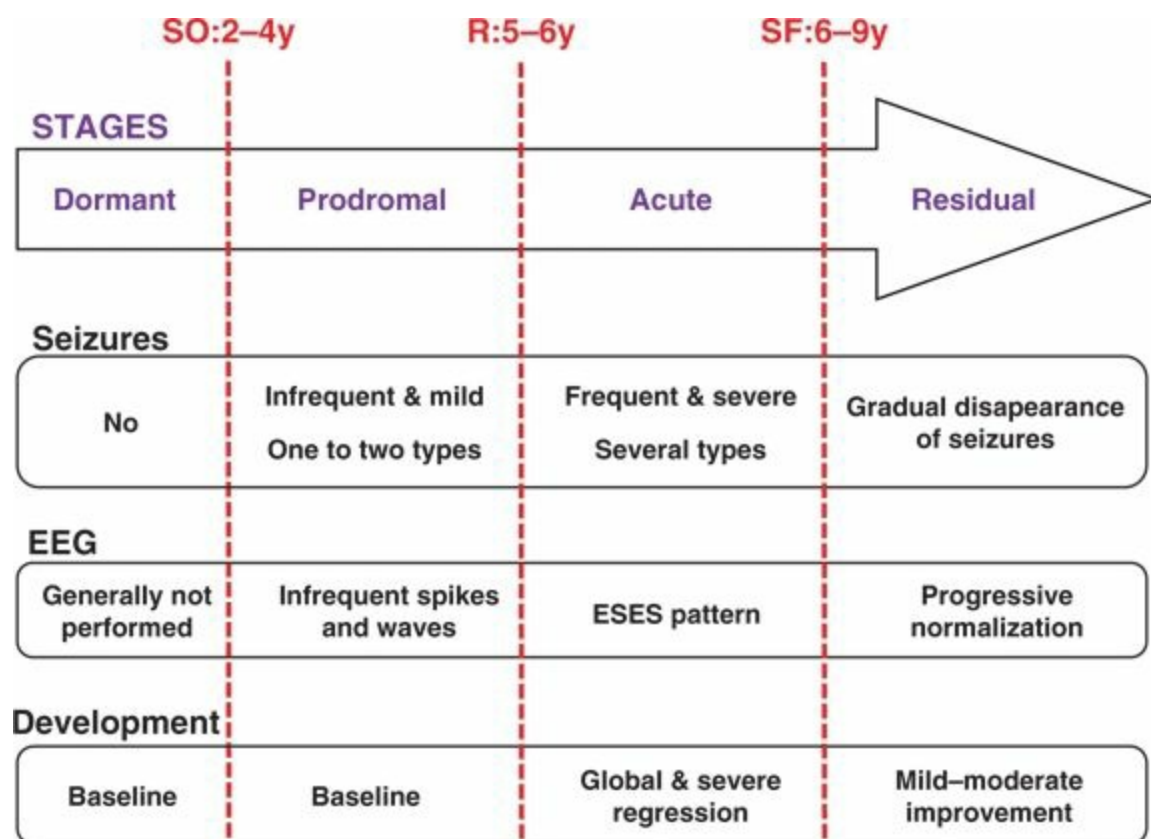 SO:2–4y R:5–6y SF:6–9y
STAGES
Dormant Prodromal Acute Residual
Seizures
No
Infrequent & mild
One to two types
Frequent & severe
Several types
Gradual disapearance
of seizures
EEG
Generally not
performed
Infrequent spikes
and waves
ESES pattern
Progressive
normalization
Development
Baseline
Baseline
Global & severe
regression
Mild–moderate
improvement